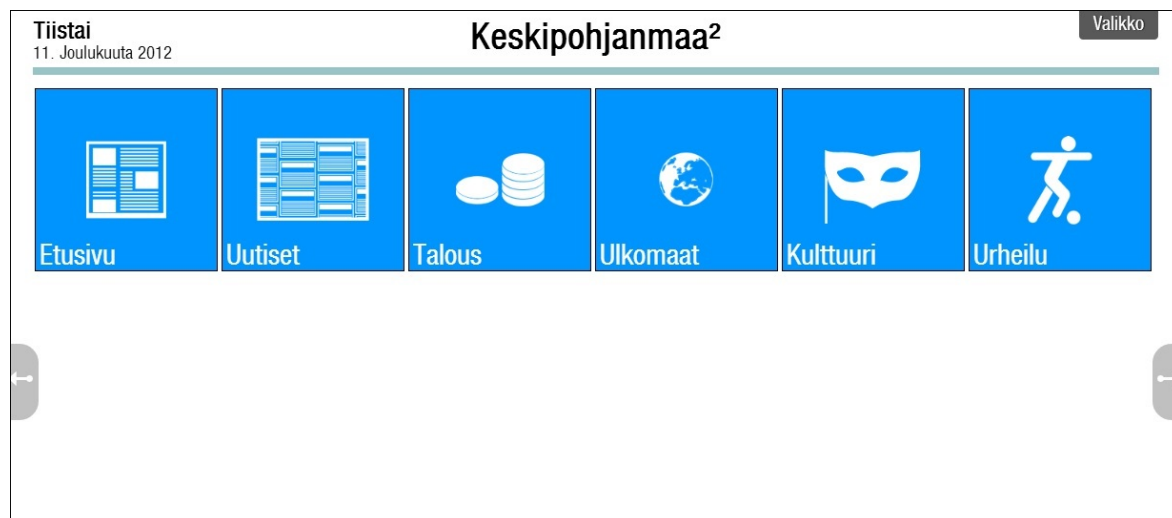 Tiistai
11. Joulukuuta 2012
Keskipohjanmaa²
Valikko
Etusivu
Uutiset
Talous
Ulkomaat
Kulttuuri
Urheilu